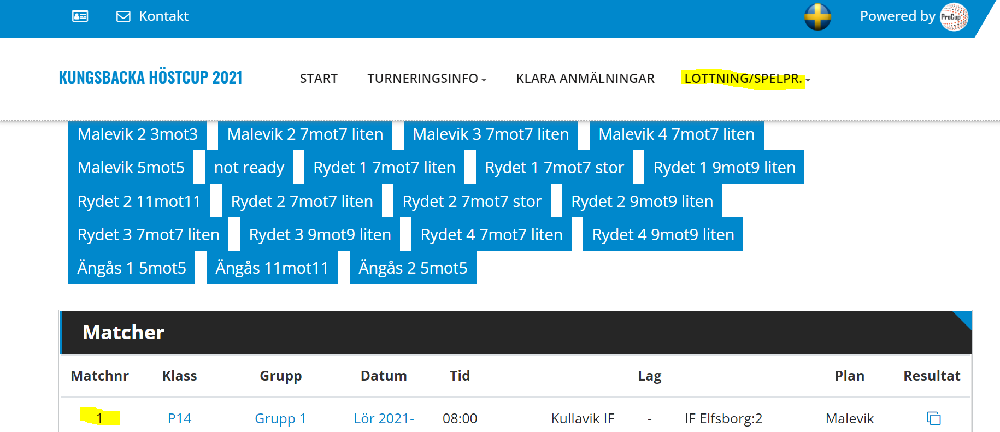 Kontakt Powered by ProCup
KUNGSBACKA HÖSTCUP 2021 START TURNERINGSINFO KLARA ANMÄLNINGAR LOTTNING/SPELPR.
Malevik 2 3mot3 Malevik 2 7mot7 liten Malevik 3 7mot7 liten Malevik 4 7mot7 liten
Malevik 5mot5 not ready Rydet 1 7mot7 liten Rydet 1 7mot7 stor Rydet 1 9mot9 liten
Rydet 2 11mot11 Rydet 2 7mot7 liten Rydet 2 7mot7 stor Rydet 2 9mot9 liten
Rydet 3 7mot7 liten Rydet 3 9mot9 liten Rydet 4 7mot7 liten Rydet 4 9mot9 liten
Ängås 1 5mot5 Ängås 11mot11 Ängås 2 5mot5
Matcher
Matchnr Klass Grupp Datum Tid Lag Plan Resultat
1 P14 Grupp 1 Lör 2021- 08:00 Kullavik IF - IF Elfsborg:2 Malevik